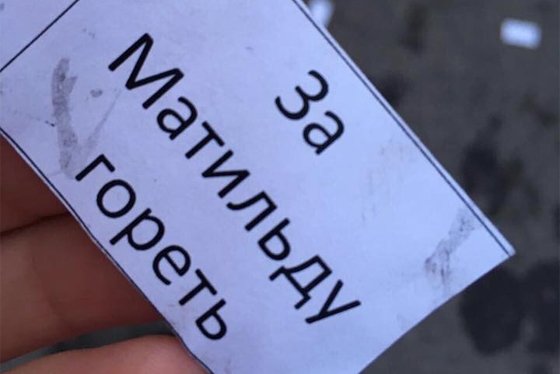 За
Матильду
гореть